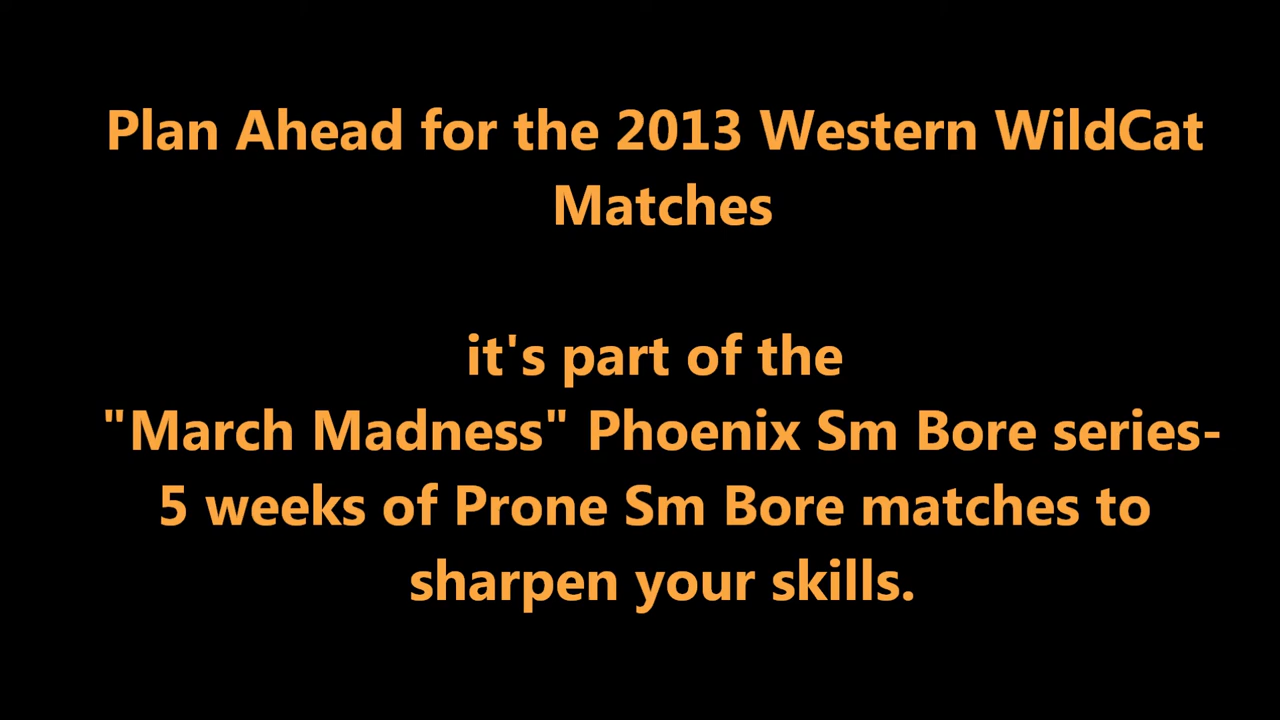 Plan Ahead for the 2013 Western WildCat
Matches
it's part of the
"March Madness" Phoenix Sm Bore series-
5 weeks of Prone Sm Bore matches to
sharpen your skills.